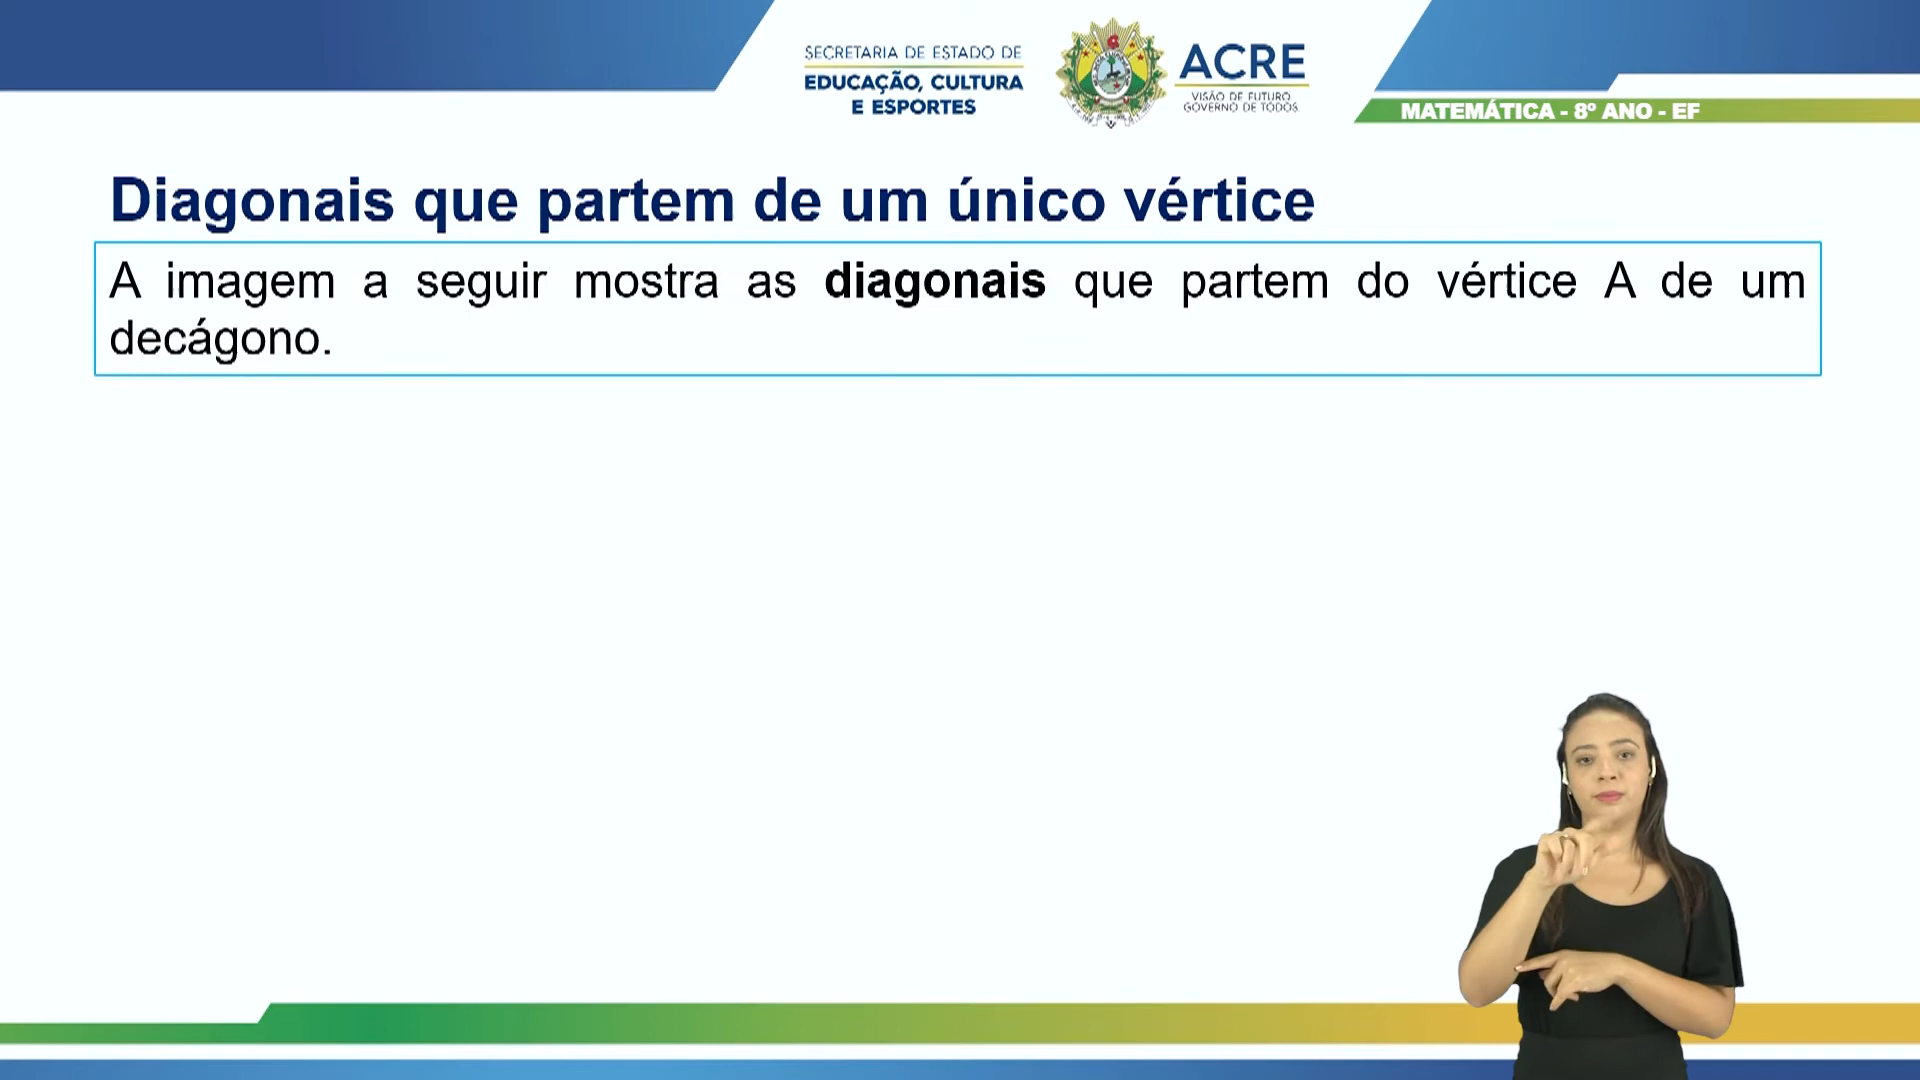 SECRETARIA DE ESTADO DE
EDUCAÇÃO, CULTURA
E ESPORTES
ACRE
VISÃO DE FUTURO
GOVERNO DE TODOS
MATEMÁTICA - 8º ANO - EF
Diagonais que partem de um único vértice
A imagem a seguir mostra as diagonais que partem do vértice A de um
decágono.